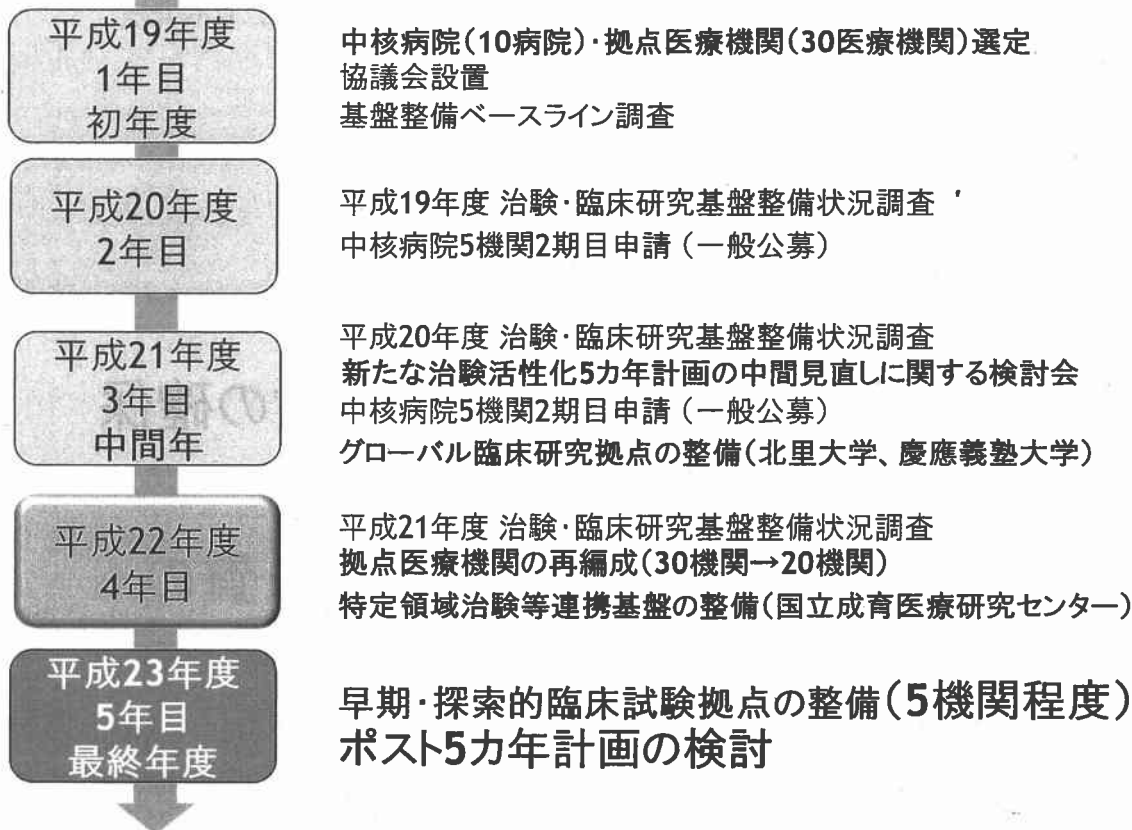 平成19年度
1年目
初年度
中核病院(10病院)・拠点医療機関(30医療機関)選定
協議会設置
基盤整備ベースライン調査
平成20年度
2年目
平成19年度 治験・臨床研究基盤整備状況調査
中核病院5機関2期目申請(一般公募)
平成21年度
3年目
中間年
平成20年度 治験・臨床研究基盤整備状況調査
新たな治験活性化5カ年計画の中間見直しに関する検討会
中核病院5機関2期目申請(一般公募)
グローバル臨床研究拠点の整備(北里大学、慶應義塾大学)
平成22年度
4年目
平成21年度 治験・臨床研究基盤整備状況調査
拠点医療機関の再編成(30機関→20機関)
特定領域治験等連携基盤の整備(国立成育医療研究センター)
平成23年度
5年目
最終年度
早期・探索的臨床試験拠点の整備(5機関程度)
ポスト5カ年計画の検討